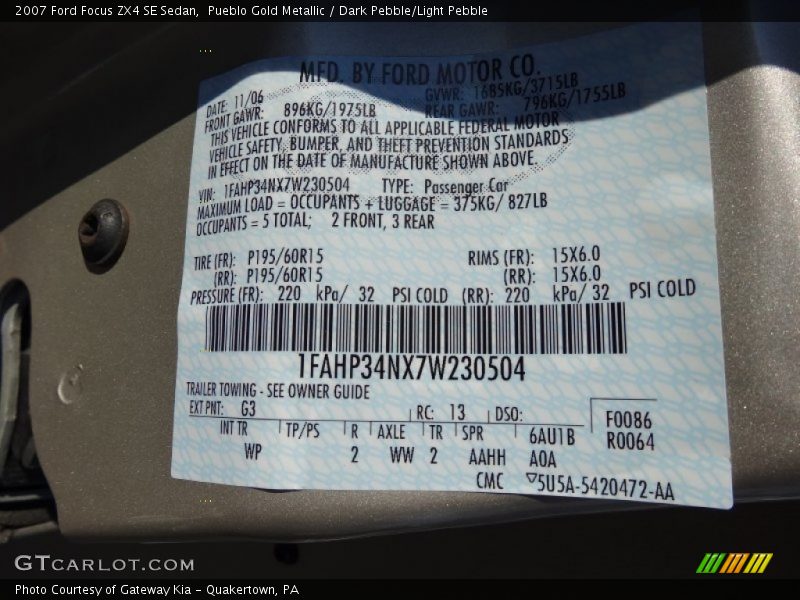 2007 Ford Focus ZX4 SE Sedan, Pueblo Gold Metallic / Dark Pebble/Light Pebble
MFD. BY FORD MOTOR CO.
DATE: 11/06 GVWR: 1685KG/3715LB
FRONT GAWR: 896KG/1975LB REAR GAWR: 796KG/1755LB
THIS VEHICLE CONFORMS TO ALL APPLICABLE FEDERAL MOTOR
VEHICLE SAFETY, BUMPER, AND THEFT PREVENTION STANDARDS
IN EFFECT ON THE DATE OF MANUFACTURE SHOWN ABOVE.
VIN: 1FAHP34NX7W230504 TYPE: Passenger Car
MAXIMUM LOAD = OCCUPANTS + LUGGAGE = 375KG/ 827LB
OCCUPANTS = 5 TOTAL; 2 FRONT, 3 REAR
TIRE (FR): P195/60R15 RIMS (FR): 15X6.0
(RR): P195/60R15 (RR): 15X6.0
PRESSURE (FR): 220 kPa/ 32 PSI COLD (RR): 220 kPa/ 32 PSI COLD
1FAHP34NX7W230504
TRAILER TOWING - SEE OWNER GUIDE
EXT PNT: G3 RC: 13 DSO: F0086
INT TR TP/PS R AXLE TR SPR 6AU1B R0064
WP 2 WW 2 AAHH A0A
CMC ▽5U5A-5420472-AA
GTCARLOT.COM
Photo Courtesy of Gateway Kia - Quakertown, PA